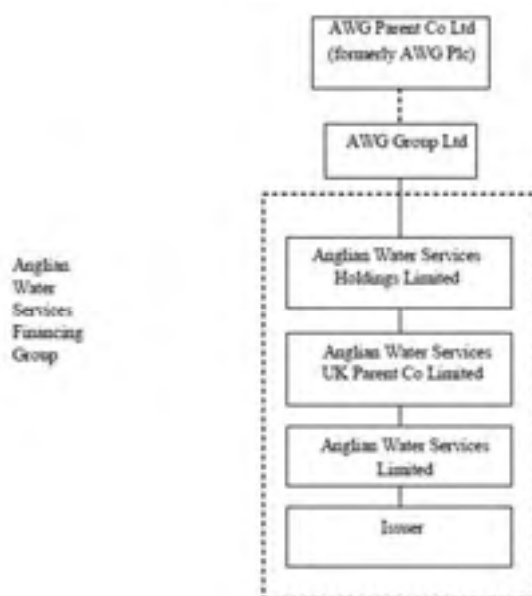 AWG Parent Co Ltd
(formerly AWG Plc)
AWG Group Ltd
Anglian
Water
Services
Financing
Group
Anglian Water Services
Holdings Limited
Anglian Water Services
UK Parent Co Limited
Anglian Water Services
Limited
Issuer